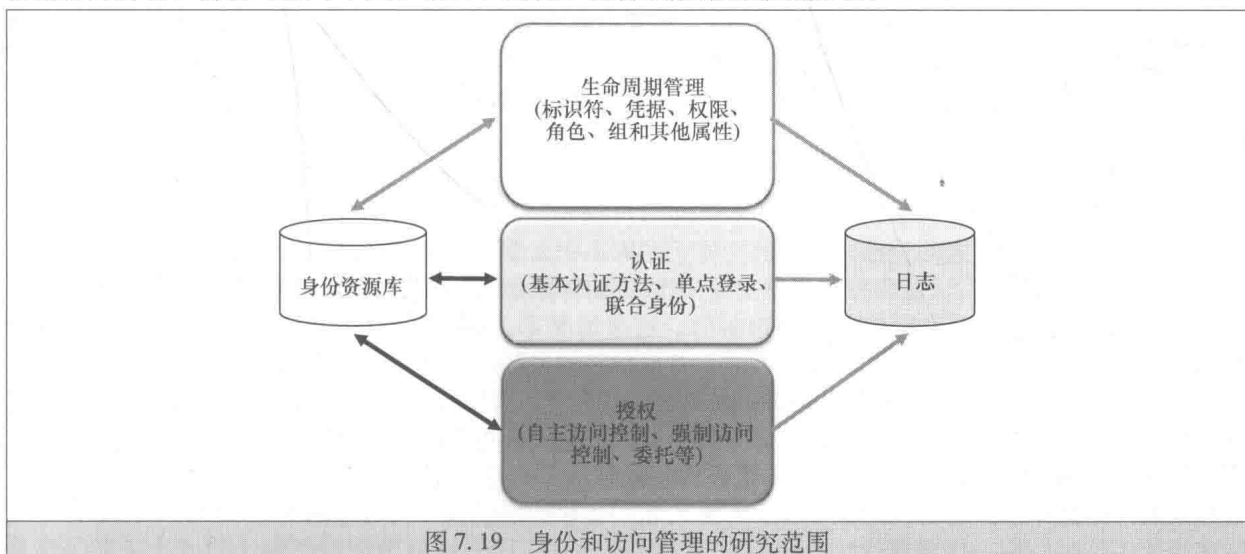 生命周期管理
(标识符、凭据、权限、
角色、组和其他属性)
身份资源库
认证
(基本认证方法、单点登录、
联合身份)
日志
授权
(自主访问控制、强制访问
控制、委托等)
图 7.19 身份和访问管理的研究范围